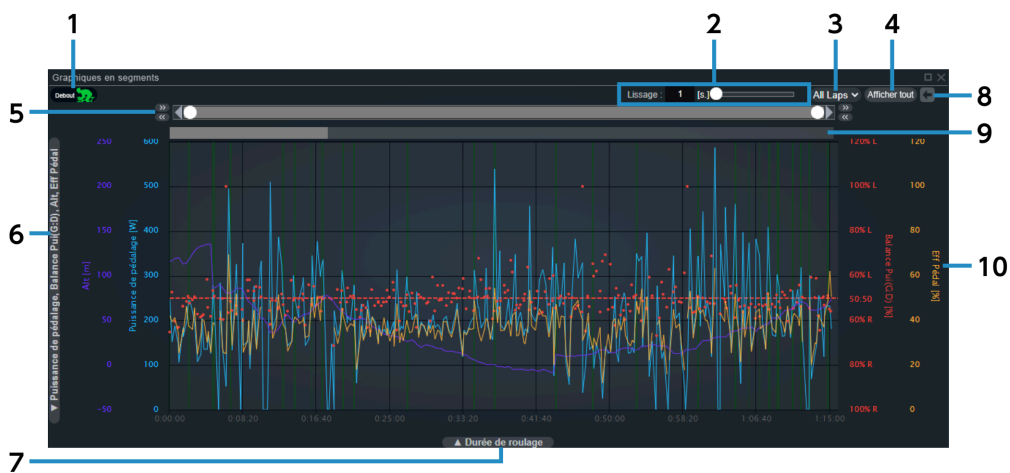 1
2
3
4
Graphiques en segments
Debout
Lissage : 1 [s.]
All Laps
Afficher tout
5
>>
<<
>>
<<
8
9
250 600 120% L 120
200 500 100% L 100
150 400 80% L 80
100 300 60% L 60
50:50
50 200 60% R 40
0 100 80% R 20
-50 0 100% R 0
6
▼ Puissance de pédalage, Balance Pui(G:D), Alt, Eff Pédal
Alt [m]
Puissance de pédalage [W]
Balance Pui(G:D) [%]
Eff Pédal [%]
10
0:00:00 0:08:20 0:16:40 0:25:00 0:33:20 0:41:40 0:50:00 0:58:20 1:06:40 1:15:00
▲ Durée de roulage
7